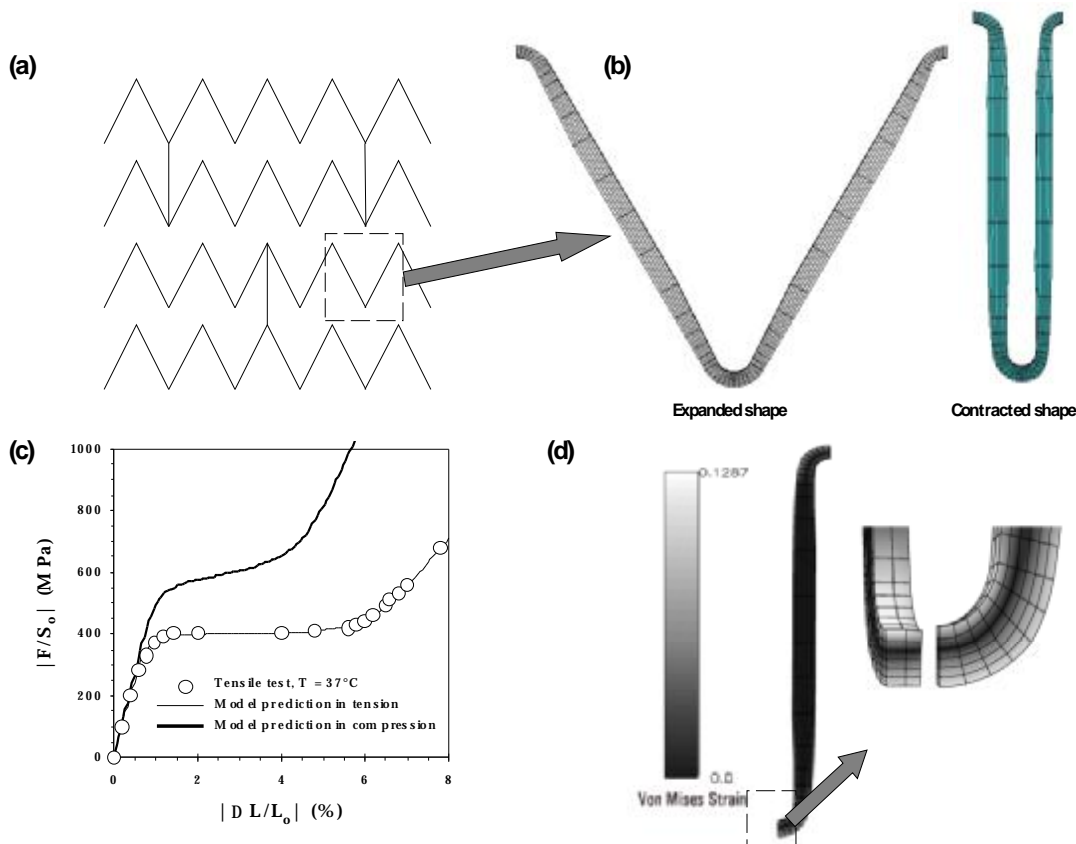 (a)
(b)
Expanded shape
Contracted shape
(c)
1000
800
600
400
200
0
|F/Sₒ| (MPa)
Tensile test, T = 37°C
Model prediction in tension
Model prediction in compression
0 2 4 6 8
|D L/Lₒ| (%)
(d)
0.1287
0.0
Von Mises Strain